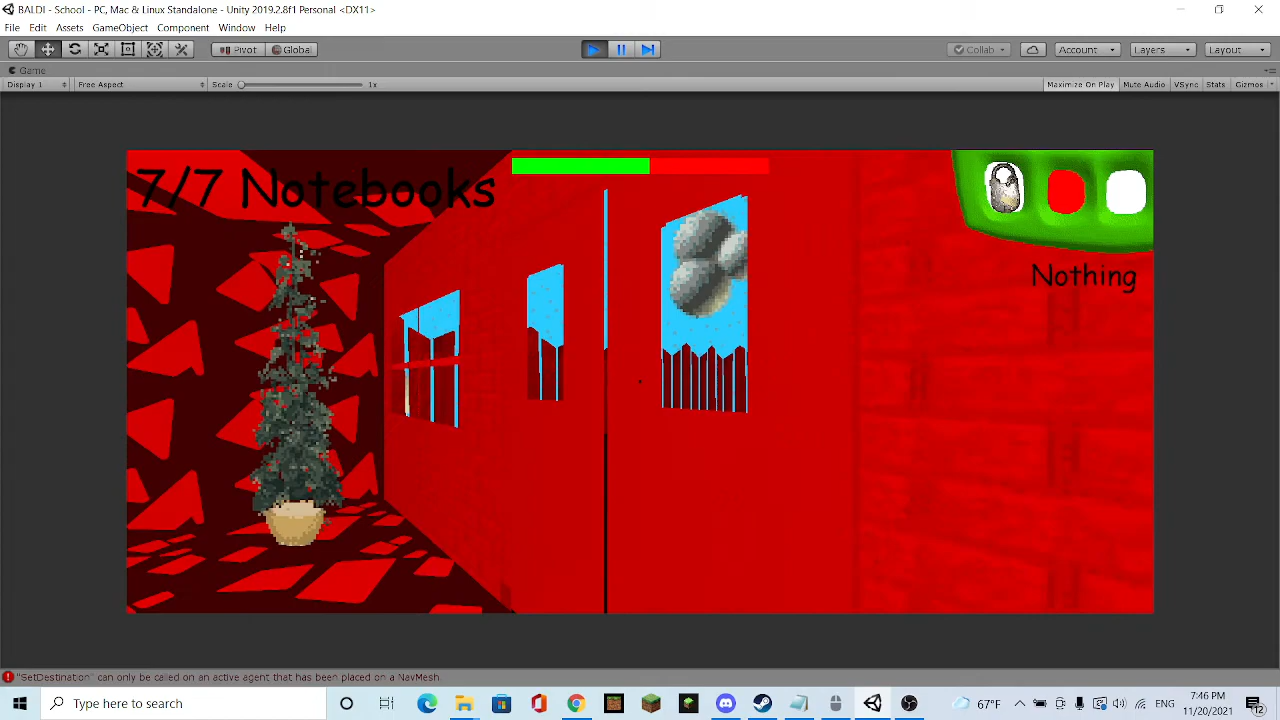 BALDI - School - PC, Mac & Linux Standalone - Unity 2019.2.8f1 Personal <DX11>
File Edit Assets GameObject Component Window Help
Pivot Global Collab Account Layers Layout
Game
Display 1 Free Aspect Scale 1x Maximize On Play Mute Audio VSync Stats Gizmos
7/7 Notebooks
Nothing
"SetDestination" can only be called on an active agent that has been placed on a NavMesh.
Type here to search
67°F
7:46 PM
11/20/2021
12